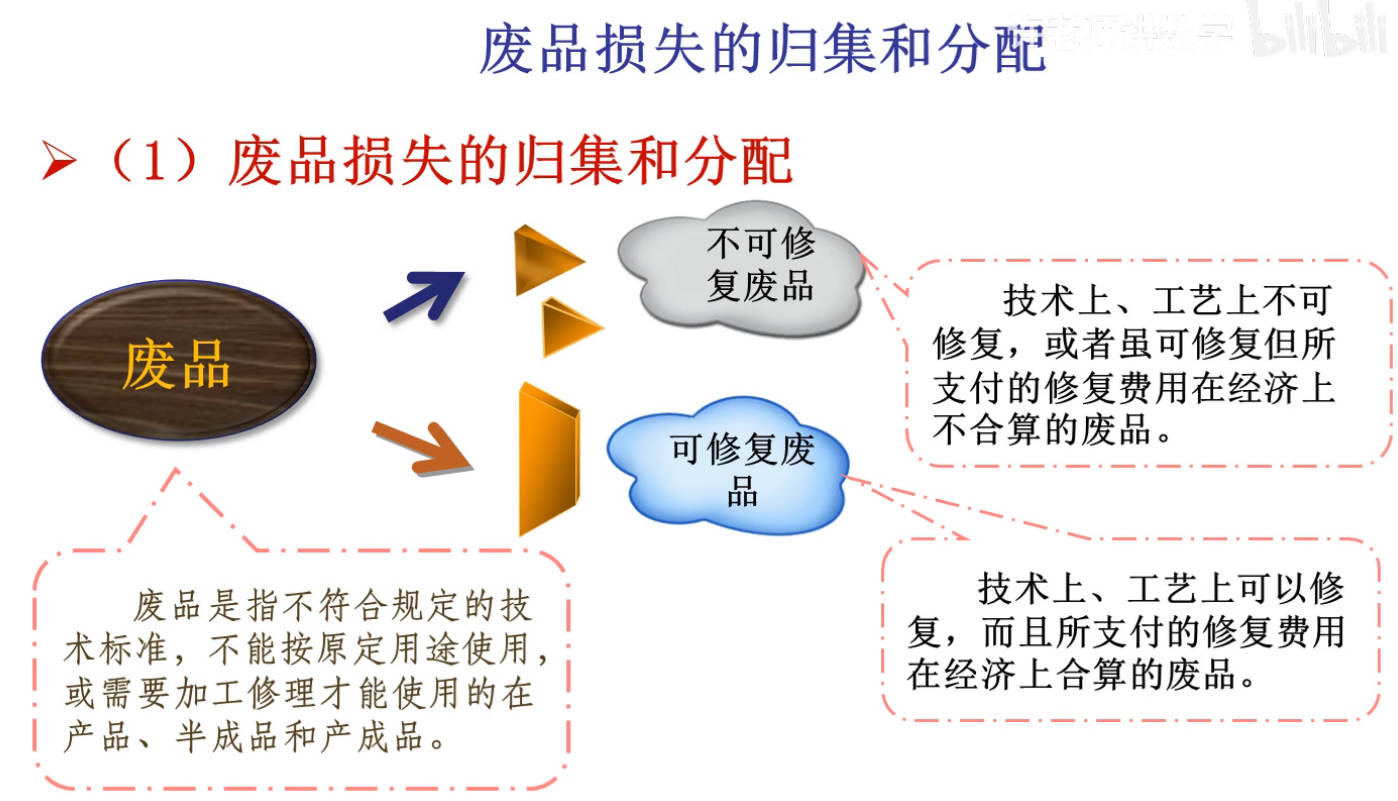 废品损失的归集和分配
bilibili
（1）废品损失的归集和分配
不可修
复废品
技术上、工艺上不可
修复，或者虽可修复但所
支付的修复费用在经济上
不合算的废品。
废品
可修复废
品
技术上、工艺上可以修
复，而且所支付的修复费用
在经济上合算的废品。
废品是指不符合规定的技
术标准，不能按原定用途使用，
或需要加工修理才能使用的在
产品、半成品和产成品。